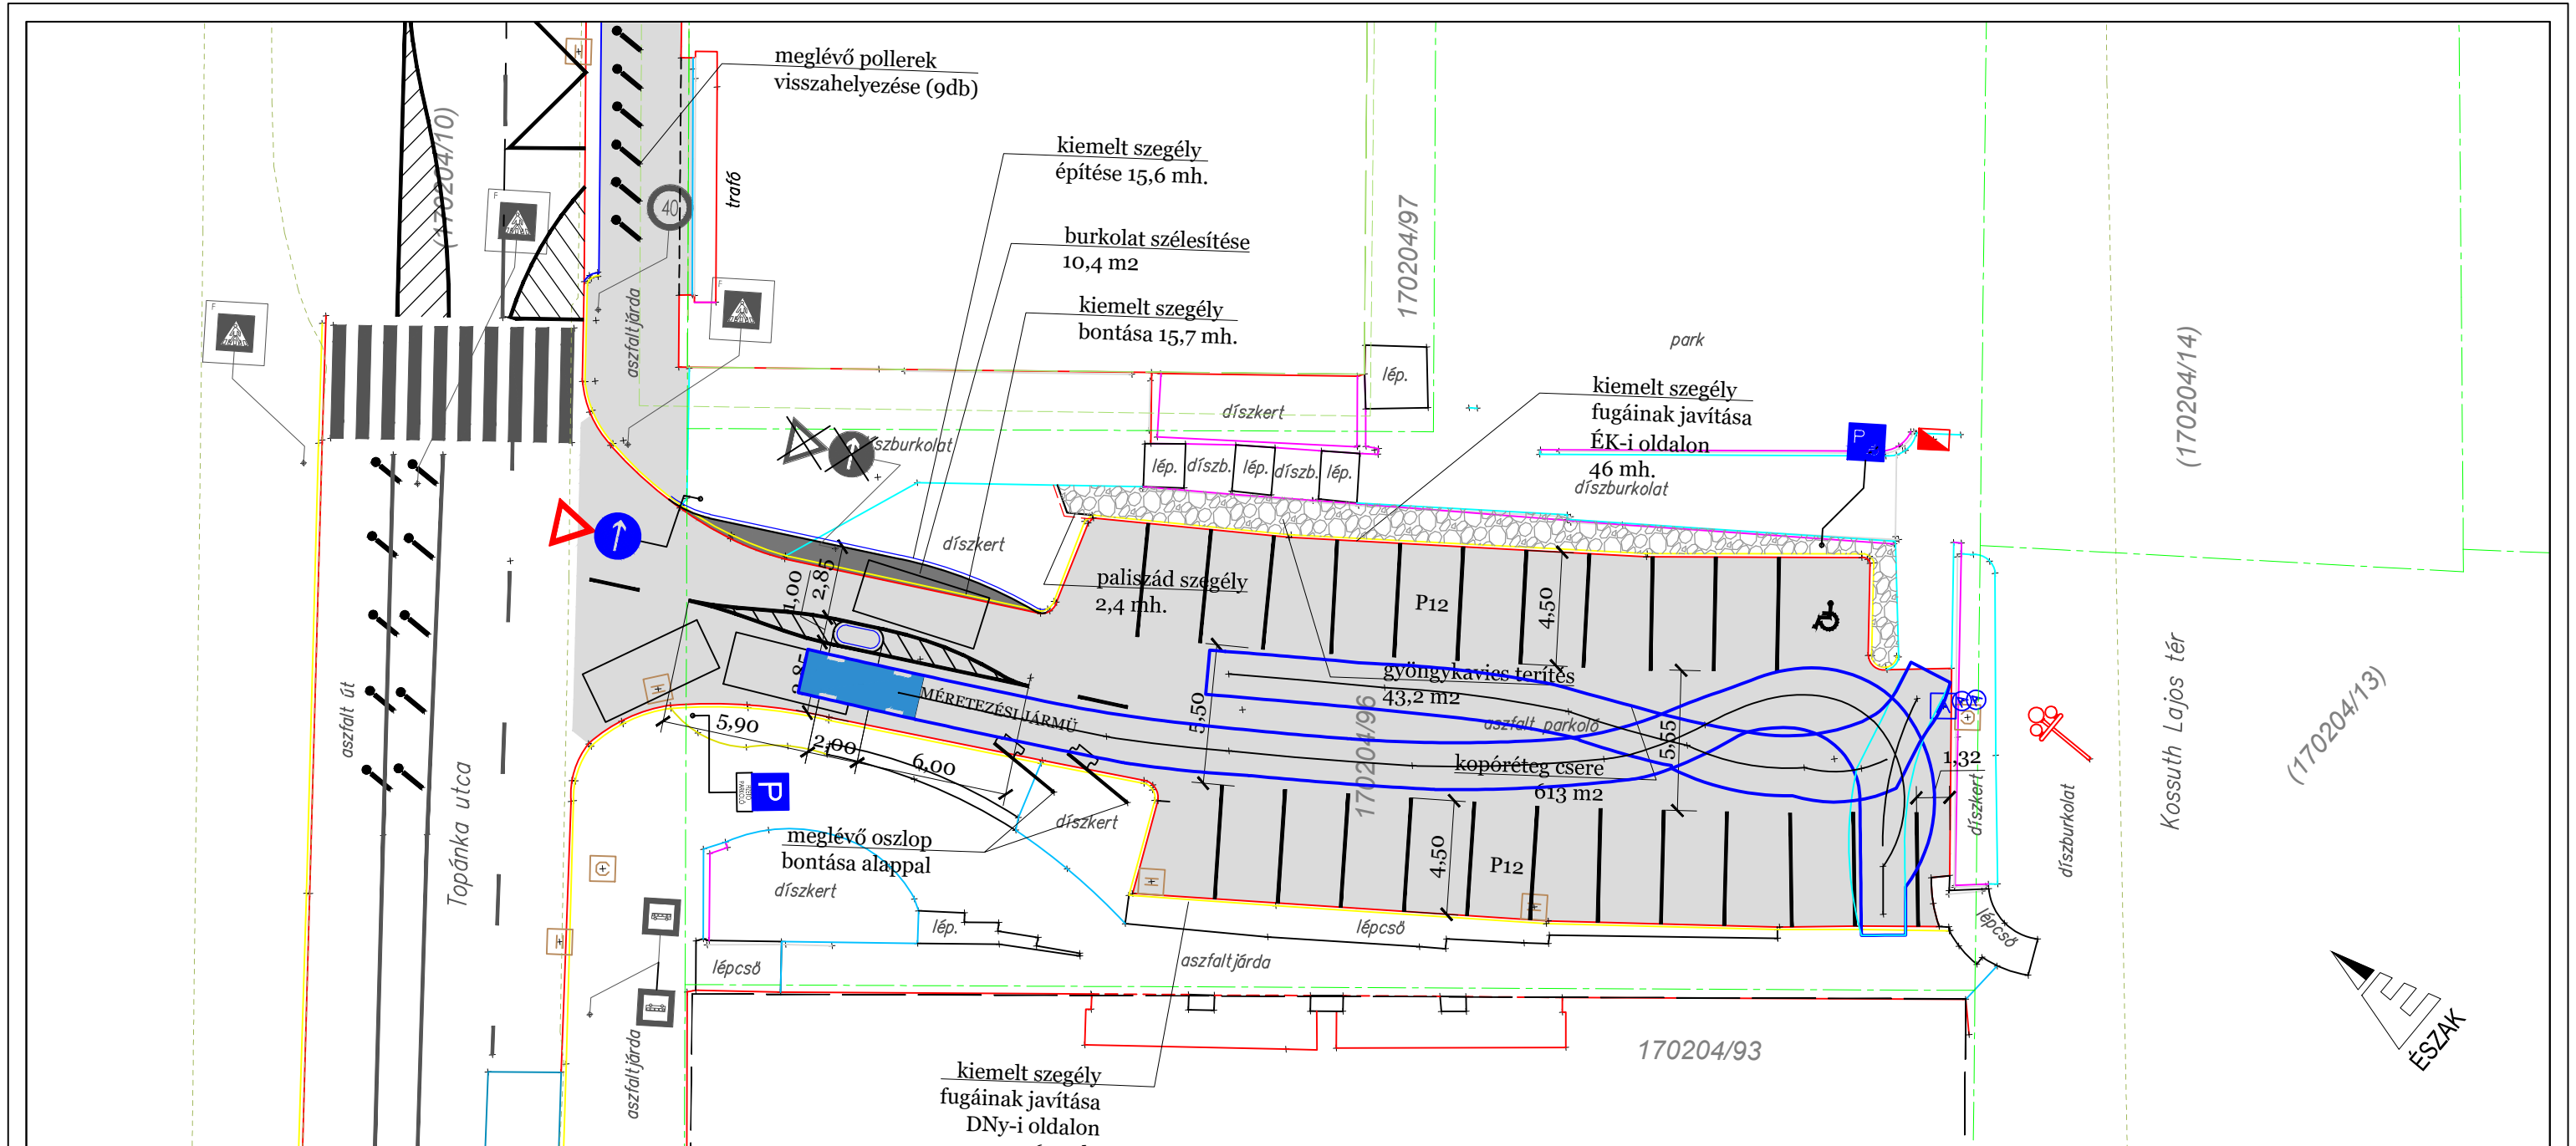 meglévő pollerek
visszahelyezése (9db)
kiemelt szegély
építése 15,6 mh.
burkolat szélesítése
10,4 m2
kiemelt szegély
bontása 15,7 mh.
(170204/10)
trafó
40
F
F
F
aszfaltjárda
170204/97
park
(170204/14)
lép.
díszkert
kiemelt szegély
fugáinak javítása
ÉK-i oldalon
46 mh.
díszburkolat
P
lép.
díszb.
lép.
díszb.
lép.
díszkert
paliszád szegély
2,4 mh.
1,00
2,85
P12
4,50
gyöngykavics terítés
43,2 m2
MÉRETEZÉSI JÁRMŰ
5,50
170204/96
aszfalt parkoló
5,55
kopóréteg csere
613 m2
1,32
díszkert
díszburkolat
Kossuth Lajos tér
(170204/13)
aszfalt út
Topánka utca
5,90
2,00
6,00
P
díszkert
meglévő oszlop
bontása alappal
díszkert
4,50
P12
lép.
lépcső
lépcső
lépcső
aszfaltjárda
aszfaltjárda
170204/93
ÉSZAK
kiemelt szegély
fugáinak javítása
DNy-i oldalon